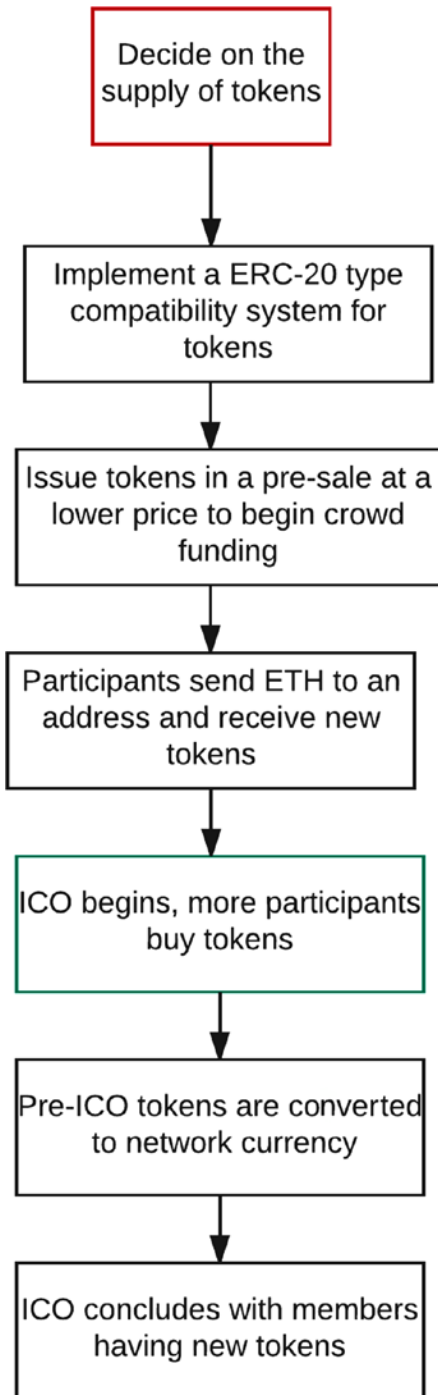 Decide on the
supply of tokens
Implement a ERC-20 type
compatibility system for
tokens
Issue tokens in a pre-sale at a
lower price to begin crowd
funding
Participants send ETH to an
address and receive new
tokens
ICO begins, more participants
buy tokens
Pre-ICO tokens are converted
to network currency
ICO concludes with members
having new tokens